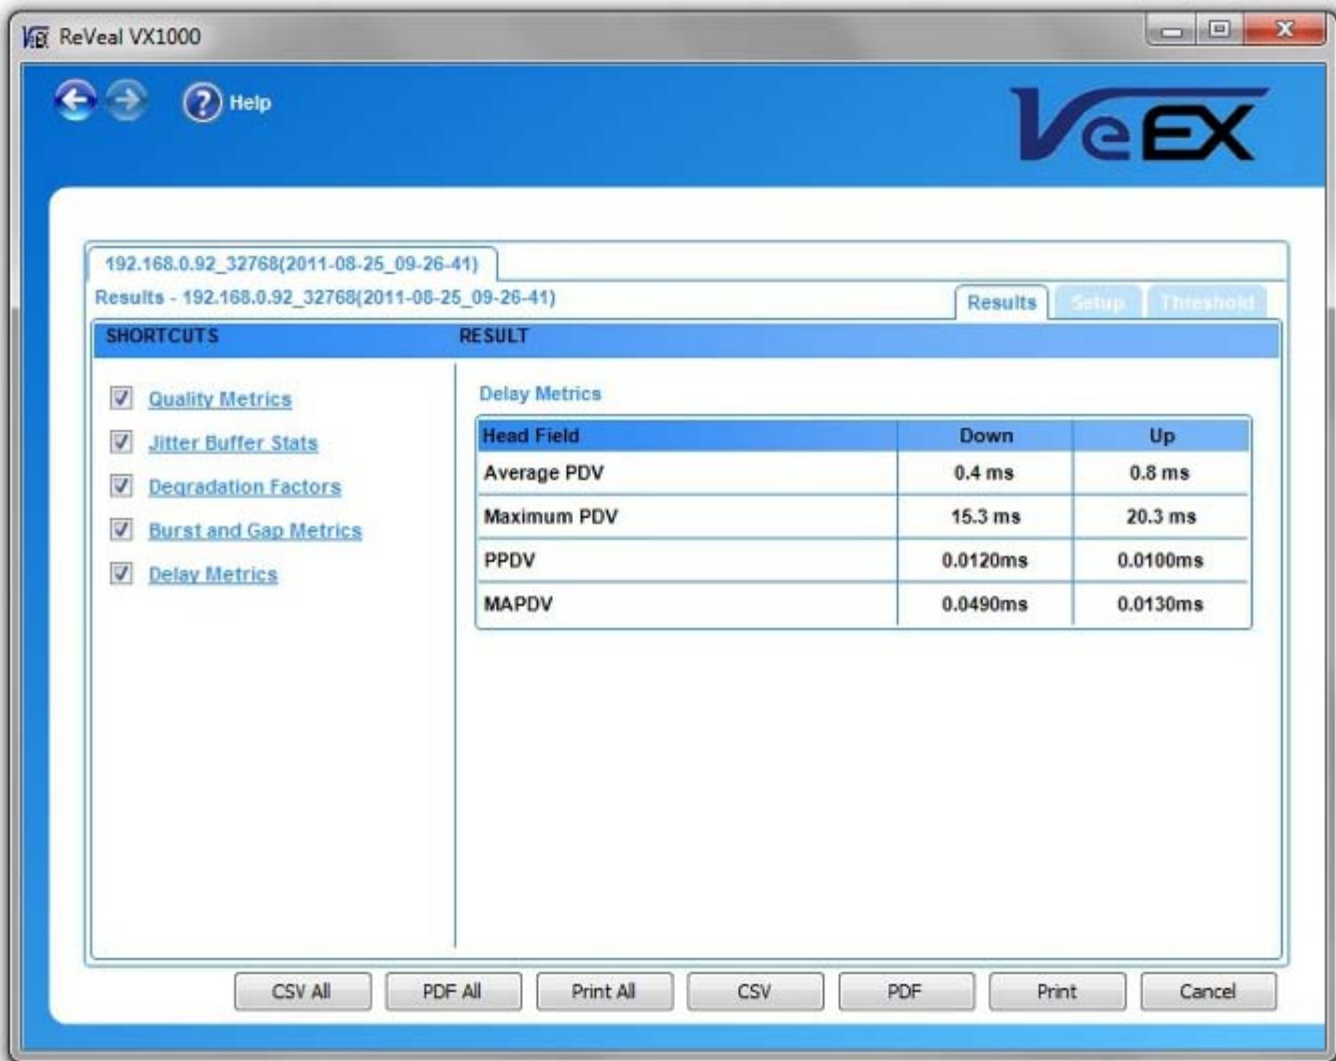 VeEX ReVeal VX1000
Help
VeEX
192.168.0.92_32768(2011-08-25_09-26-41)
Results - 192.168.0.92_32768(2011-08-25_09-26-41)
Results Setup Threshold
SHORTCUTS RESULT
Quality Metrics
Jitter Buffer Stats
Degradation Factors
Burst and Gap Metrics
Delay Metrics
Delay Metrics
Head Field Down Up
Average PDV 0.4 ms 0.8 ms
Maximum PDV 15.3 ms 20.3 ms
PPDV 0.0120ms 0.0100ms
MAPDV 0.0490ms 0.0130ms
CSV All PDF All Print All CSV PDF Print Cancel